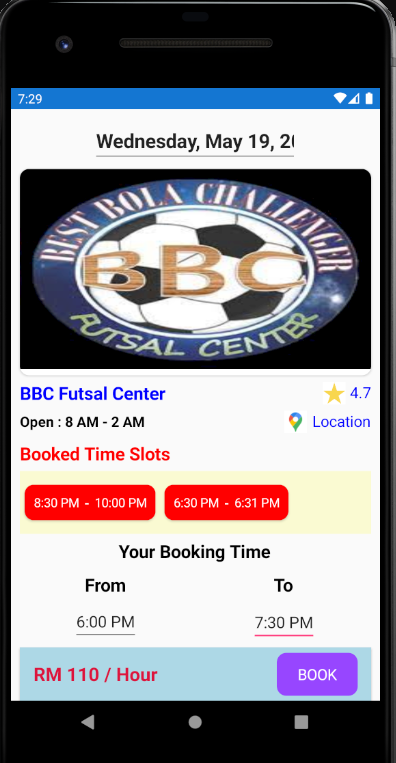 7:29
Wednesday, May 19, 20
BEST BOLA CHALLENGER
BBC
FUTSAL CENTER
BBC Futsal Center
4.7
Open : 8 AM - 2 AM
Location
Booked Time Slots
8:30 PM - 10:00 PM
6:30 PM - 6:31 PM
Your Booking Time
From
To
6:00 PM
7:30 PM
RM 110 / Hour
BOOK